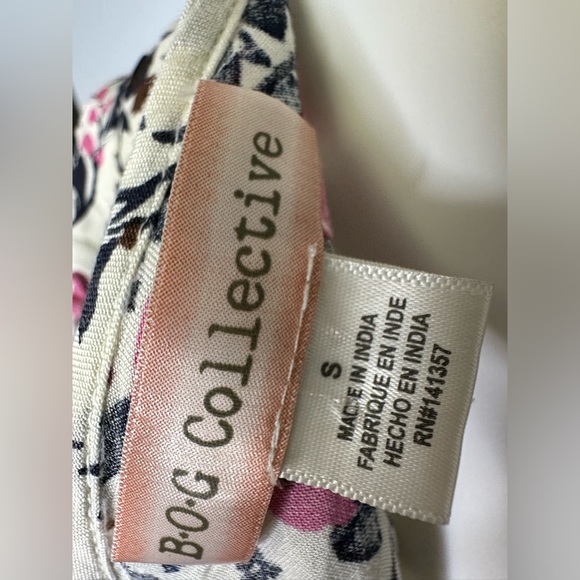 B·O·G Collective
S
MADE IN INDIA
FABRIQUE EN INDE
HECHO EN INDIA
RN#141357